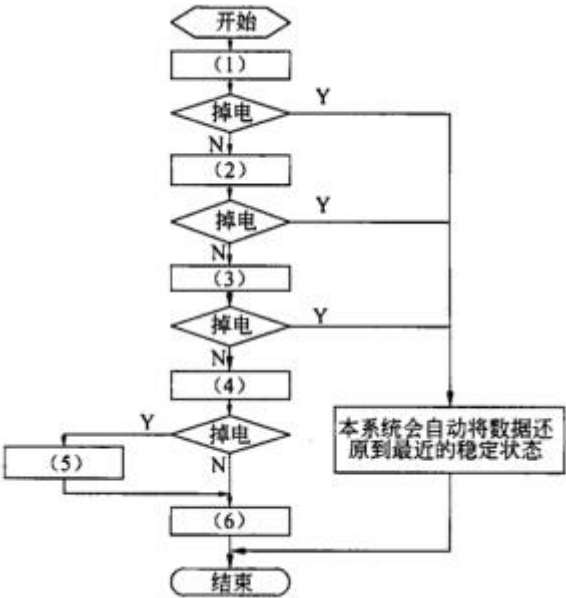 开始
(1)
掉电
Y
N
(2)
掉电
Y
N
(3)
掉电
Y
N
(4)
Y
掉电
本系统会自动将数据还
原到最近的稳定状态
(5)
N
(6)
结束